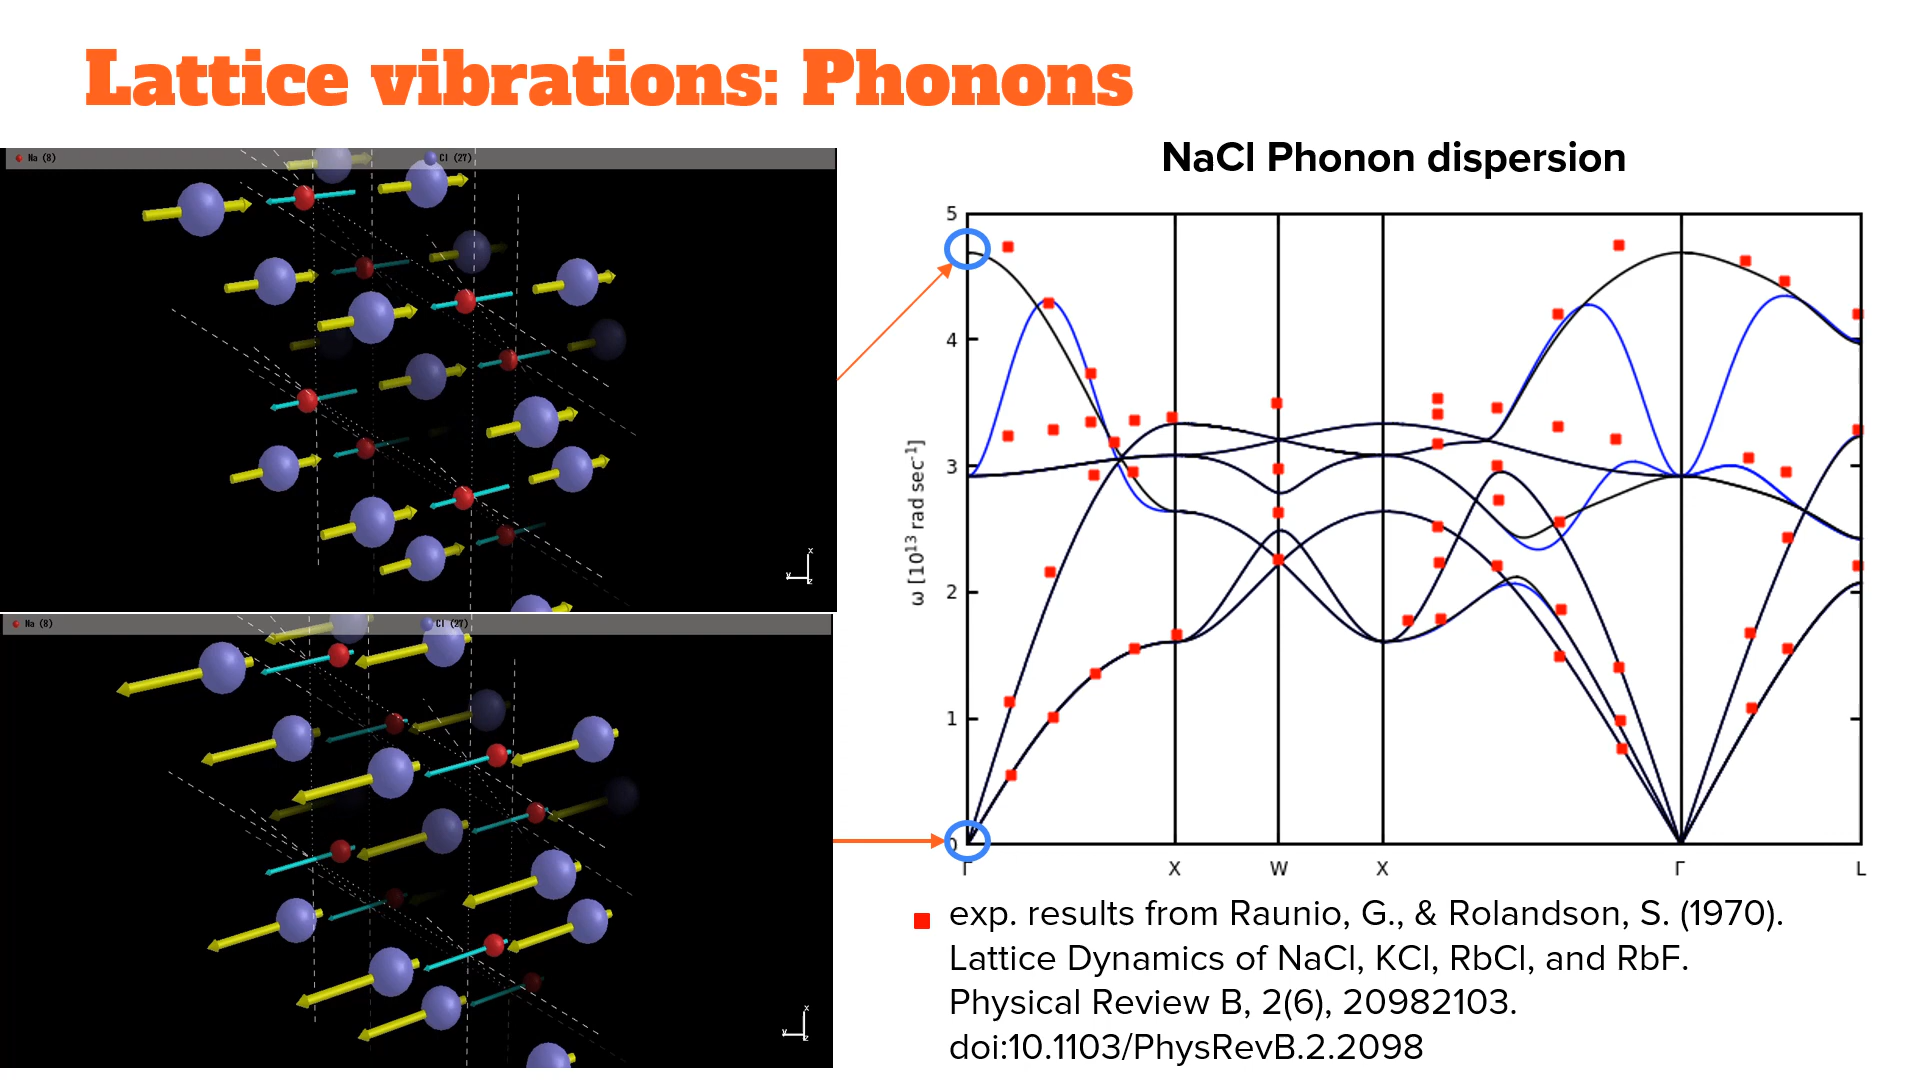 Lattice vibrations: Phonons
Na (8)
Cl (27)
x
y
z
Na (8)
Cl (27)
x
y
z
NaCl Phonon dispersion
5
4
3
2
1
0
ω [10¹³ rad sec⁻¹]
Γ X W X Γ L
exp. results from Raunio, G., & Rolandson, S. (1970).
Lattice Dynamics of NaCl, KCl, RbCl, and RbF.
Physical Review B, 2(6), 20982103.
doi:10.1103/PhysRevB.2.2098